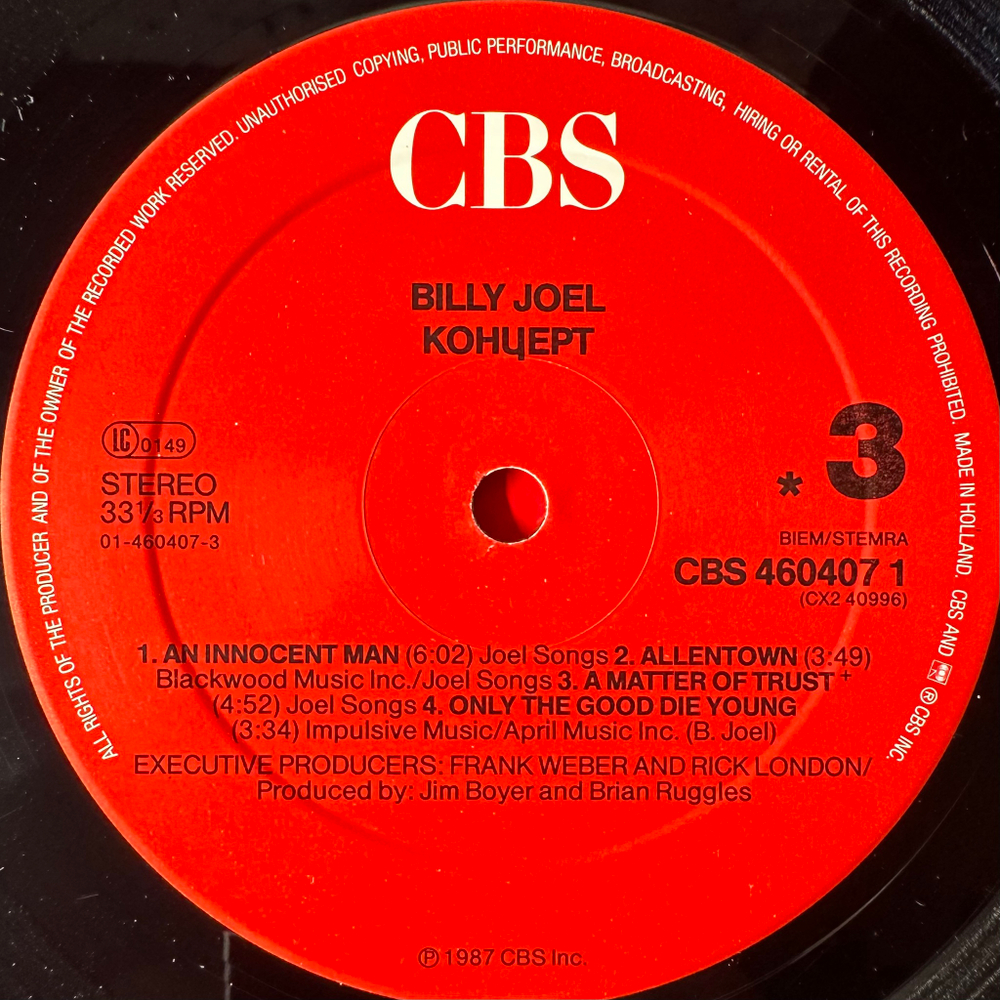 ALL RIGHTS OF THE PRODUCER AND OF THE OWNER OF THE RECORDED WORK RESERVED. UNAUTHORISED COPYING, PUBLIC PERFORMANCE, BROADCASTING, HIRING OR RENTAL OF THIS RECORDING PROHIBITED. MADE IN HOLLAND. CBS AND ® CBS INC.
CBS
BILLY JOEL
КОНЦЕРТ
LC 0149
STEREO
33 1/3 RPM
01-460407-3
* 3
BIEM/STEMRA
CBS 460407 1
(CX2 40996)
1. AN INNOCENT MAN (6:02) Joel Songs 2. ALLENTOWN (3:49)
Blackwood Music Inc./Joel Songs 3. A MATTER OF TRUST +
(4:52) Joel Songs 4. ONLY THE GOOD DIE YOUNG
(3:34) Impulsive Music/April Music Inc. (B. Joel)
EXECUTIVE PRODUCERS: FRANK WEBER AND RICK LONDON/
Produced by: Jim Boyer and Brian Ruggles
℗ 1987 CBS Inc.